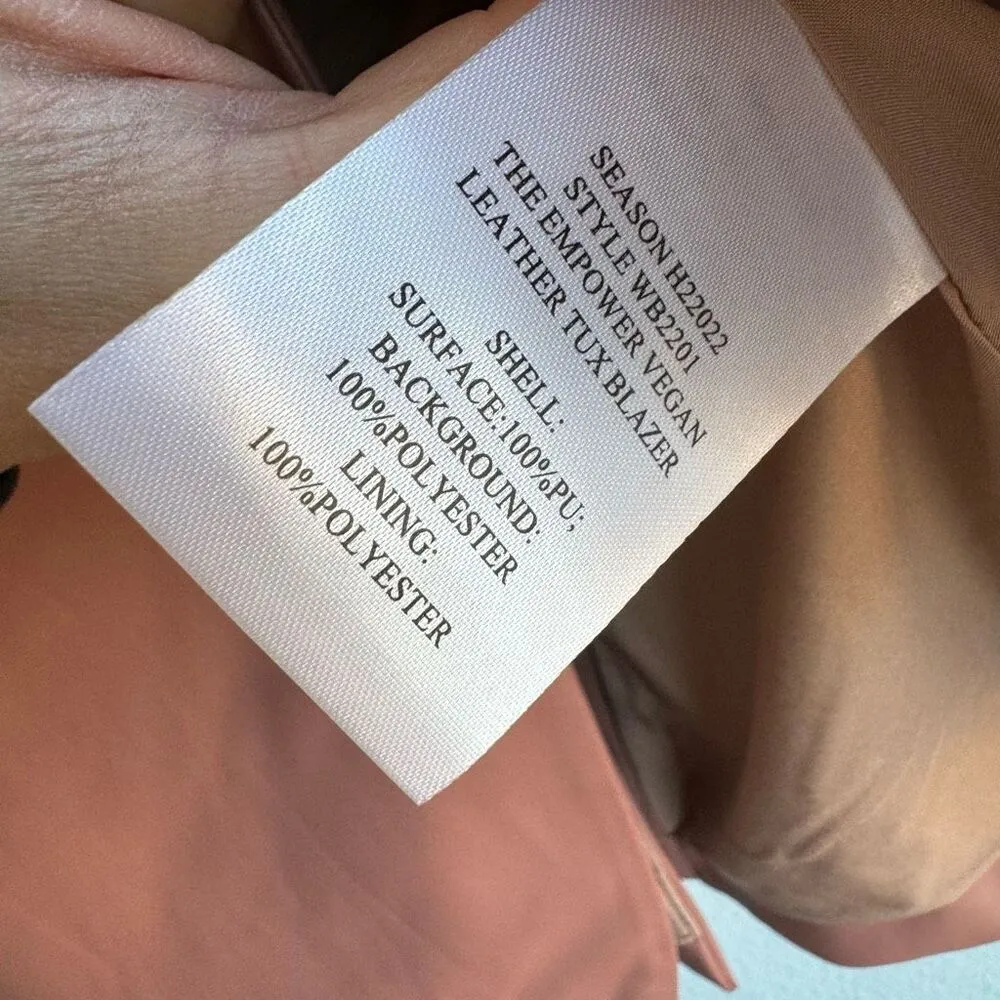 SEASON H22022
STYLE WB2201
THE EMPOWER VEGAN
LEATHER TUX BLAZER
SHELL:
SURFACE:100%PU;
BACKGROUND:
100%POLYESTER
LINING:
100%POLYESTER